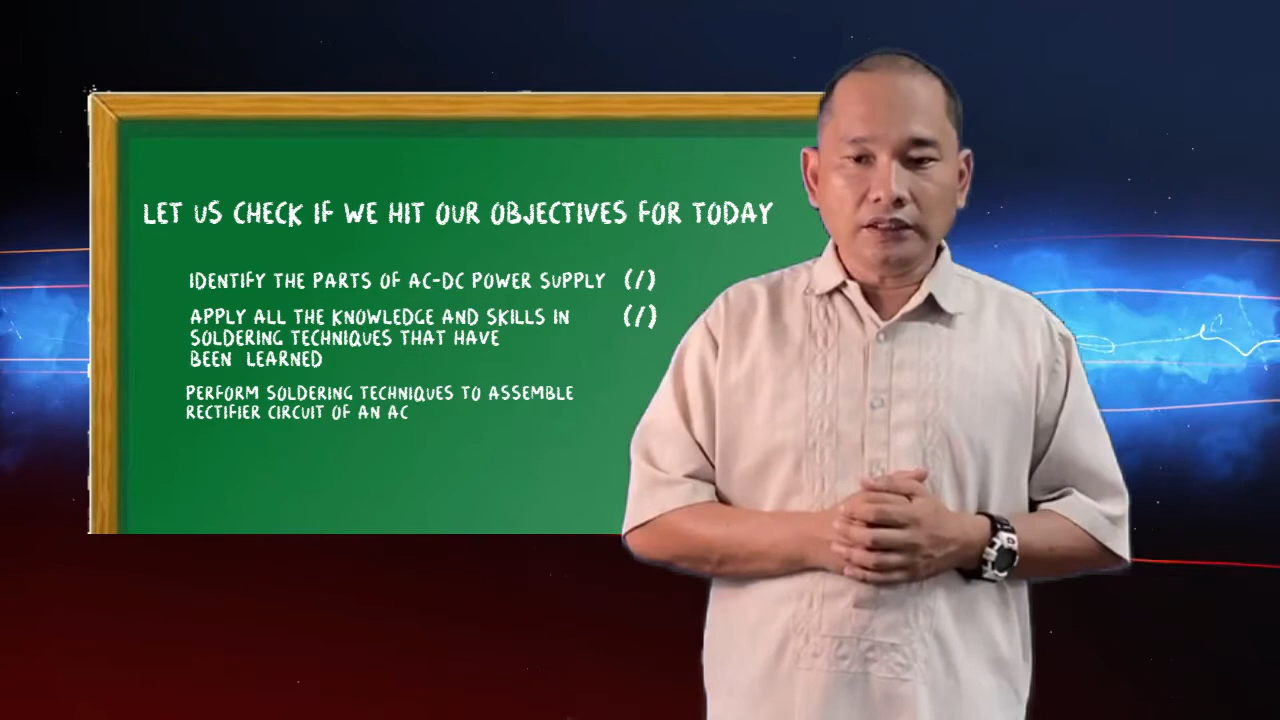 LET US CHECK IF WE HIT OUR OBJECTIVES FOR TODAY
IDENTIFY THE PARTS OF AC-DC POWER SUPPLY (/)
APPLY ALL THE KNOWLEDGE AND SKILLS IN (/)
SOLDERING TECHNIQUES THAT HAVE
BEEN LEARNED
PERFORM SOLDERING TECHNIQUES TO ASSEMBLE
RECTIFIER CIRCUIT OF AN AC